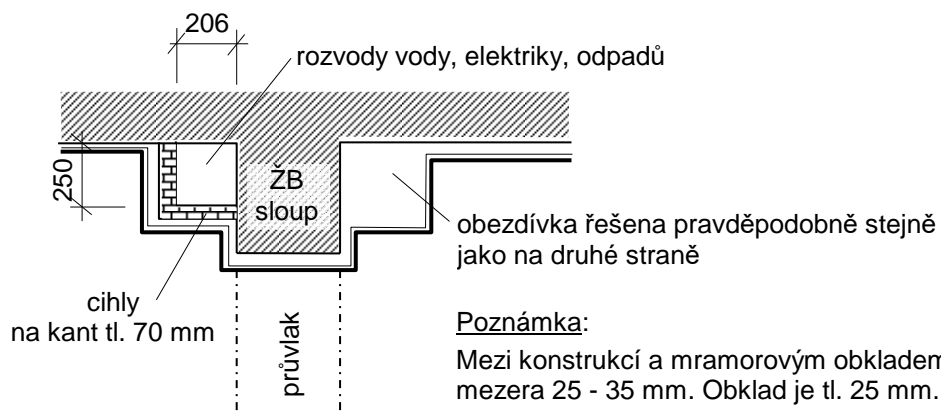 206
rozvody vody, elektriky, odpadů
250
ŽB
sloup
obezdívka řešena pravděpodobně stejně
jako na druhé straně
cihly
na kant tl. 70 mm
průvlak
Poznámka:
Mezi konstrukcí a mramorovým obkladem
mezera 25 - 35 mm. Obklad je tl. 25 mm.